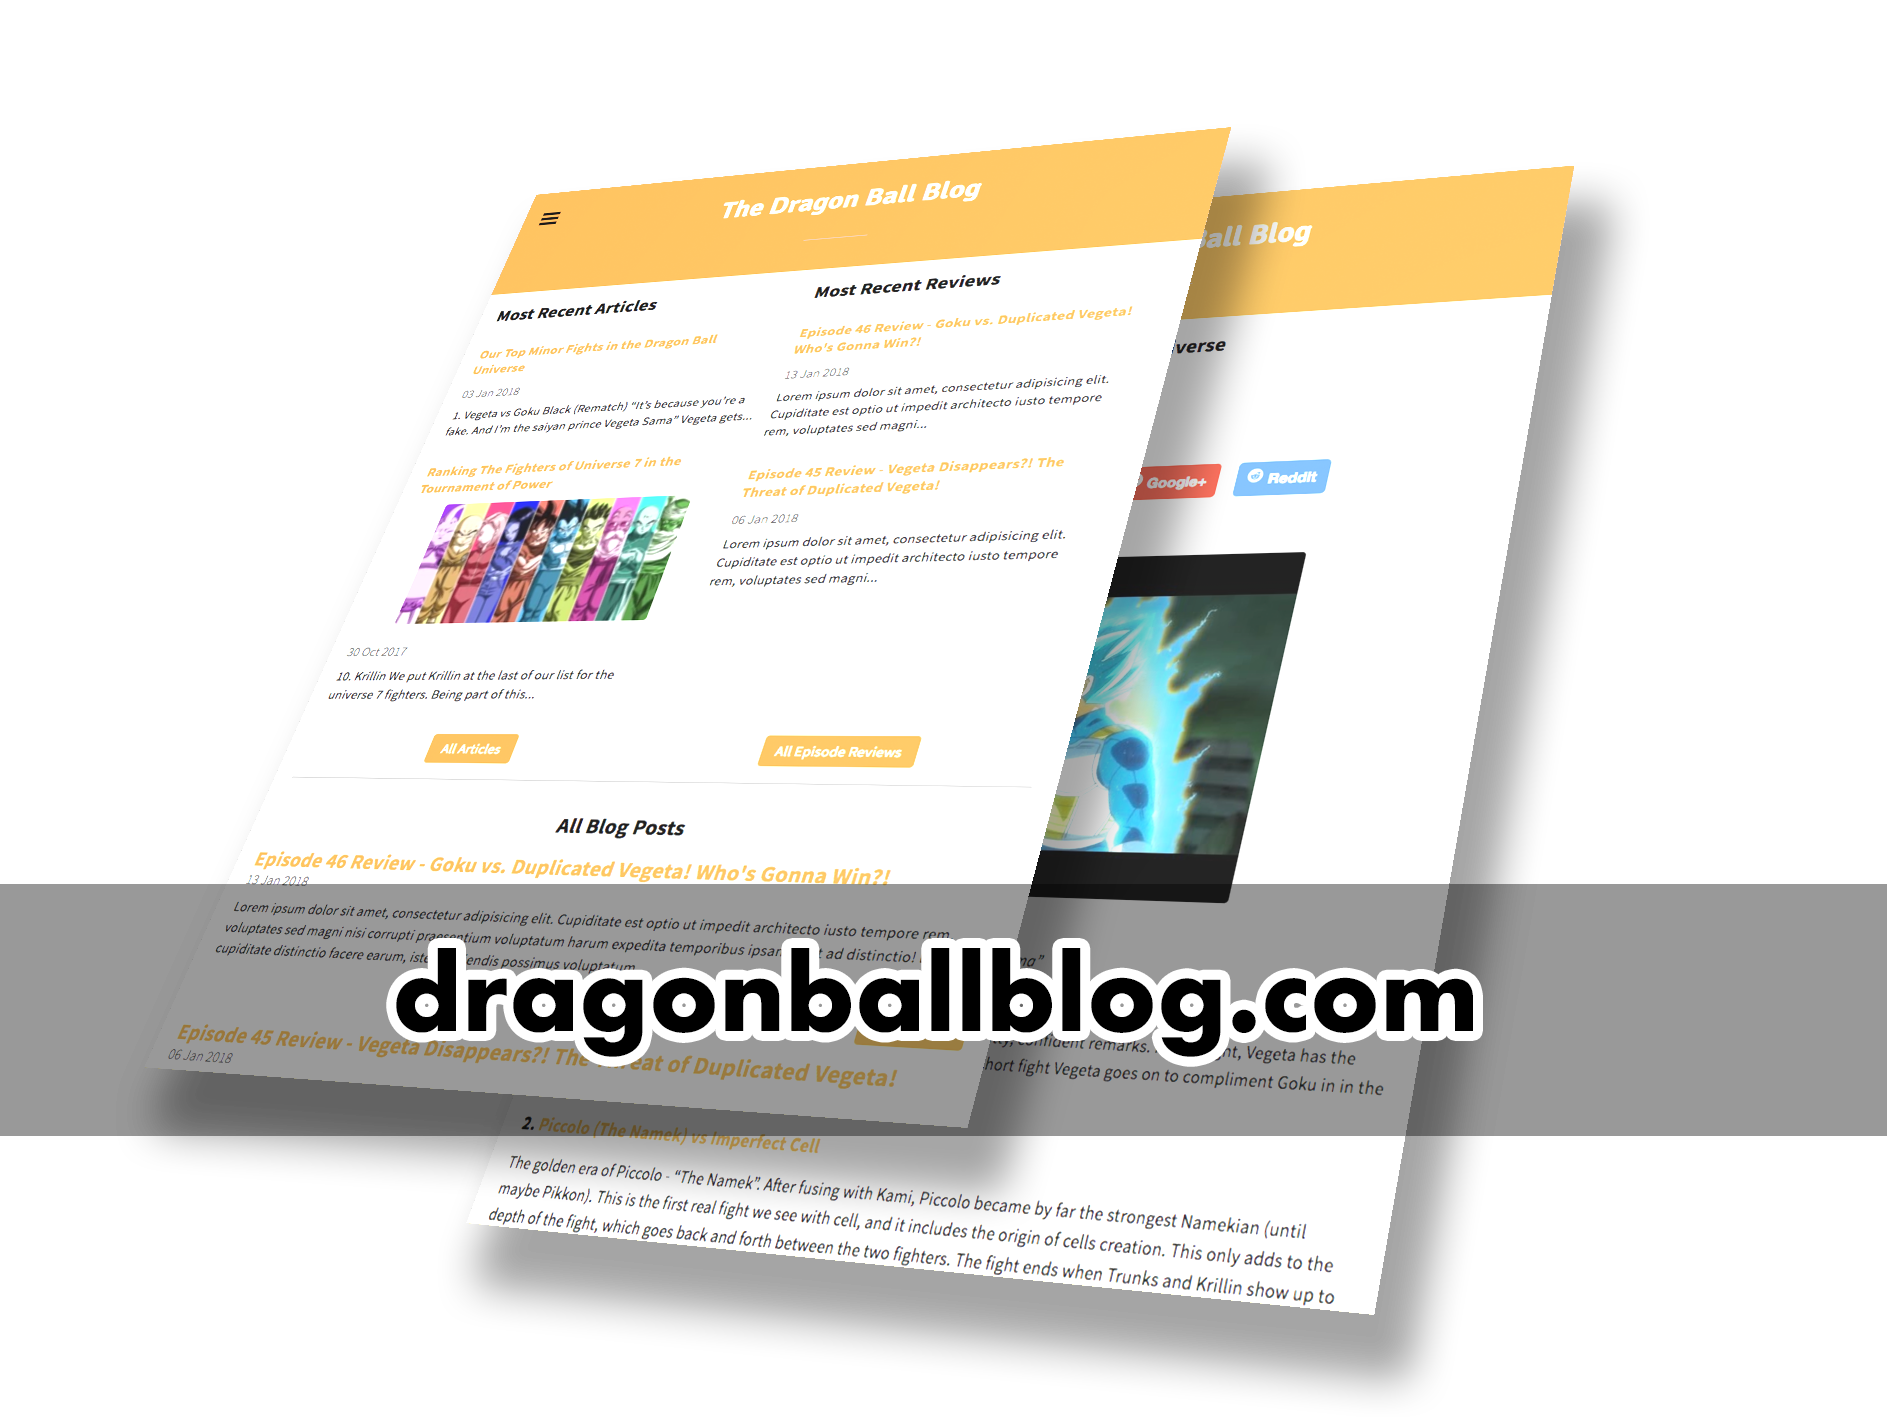 The Dragon Ball Blog
Most Recent Articles
Our Top Minor Fights in the Dragon Ball
Universe
03 Jan 2018
1. Vegeta vs Goku Black (Rematch) “It’s because you’re a
fake. And I’m the saiyan prince Vegeta Sama” Vegeta gets...
Ranking The Fighters of Universe 7 in the
Tournament of Power
30 Oct 2017
10. Krillin We put Krillin at the last of our list for the
universe 7 fighters. Being part of this...
All Articles
Most Recent Reviews
Episode 46 Review - Goku vs. Duplicated Vegeta!
Who's Gonna Win?!
13 Jan 2018
Lorem ipsum dolor sit amet, consectetur adipisicing elit.
Cupiditate est optio ut impedit architecto iusto tempore
rem, voluptates sed magni...
Episode 45 Review - Vegeta Disappears?! The
Threat of Duplicated Vegeta!
06 Jan 2018
Lorem ipsum dolor sit amet, consectetur adipisicing elit.
Cupiditate est optio ut impedit architecto iusto tempore
rem, voluptates sed magni...
All Episode Reviews
All Blog Posts
Episode 46 Review - Goku vs. Duplicated Vegeta! Who's Gonna Win?!
13 Jan 2018
Lorem ipsum dolor sit amet, consectetur adipisicing elit. Cupiditate est optio ut impedit architecto iusto tempore rem,
voluptates sed magni nisi corrupti praesentium voluptatum harum expedita temporibus ad distinctio!
cupiditate distinctio facere earum, possimus voluptatum
Episode 45 Review - Vegeta Disappears?! The Threat of Duplicated Vegeta!
06 Jan 2018
Ball Blog
verse
Google+
Reddit
confident remarks. Vegeta has the
hort fight Vegeta goes on to compliment Goku in in the
2. Piccolo (The Namek) vs Imperfect Cell
The golden era of Piccolo - “The Namek”. After fusing with Kami, Piccolo became by far the strongest Namekian (until
maybe Pikkon). This is the first real fight we see with cell, and it includes the origin of cells creation. This only adds to the
depth of the fight, which goes back and forth between the two fighters. The fight ends when Trunks and Krillin show up to
dragonballblog.com